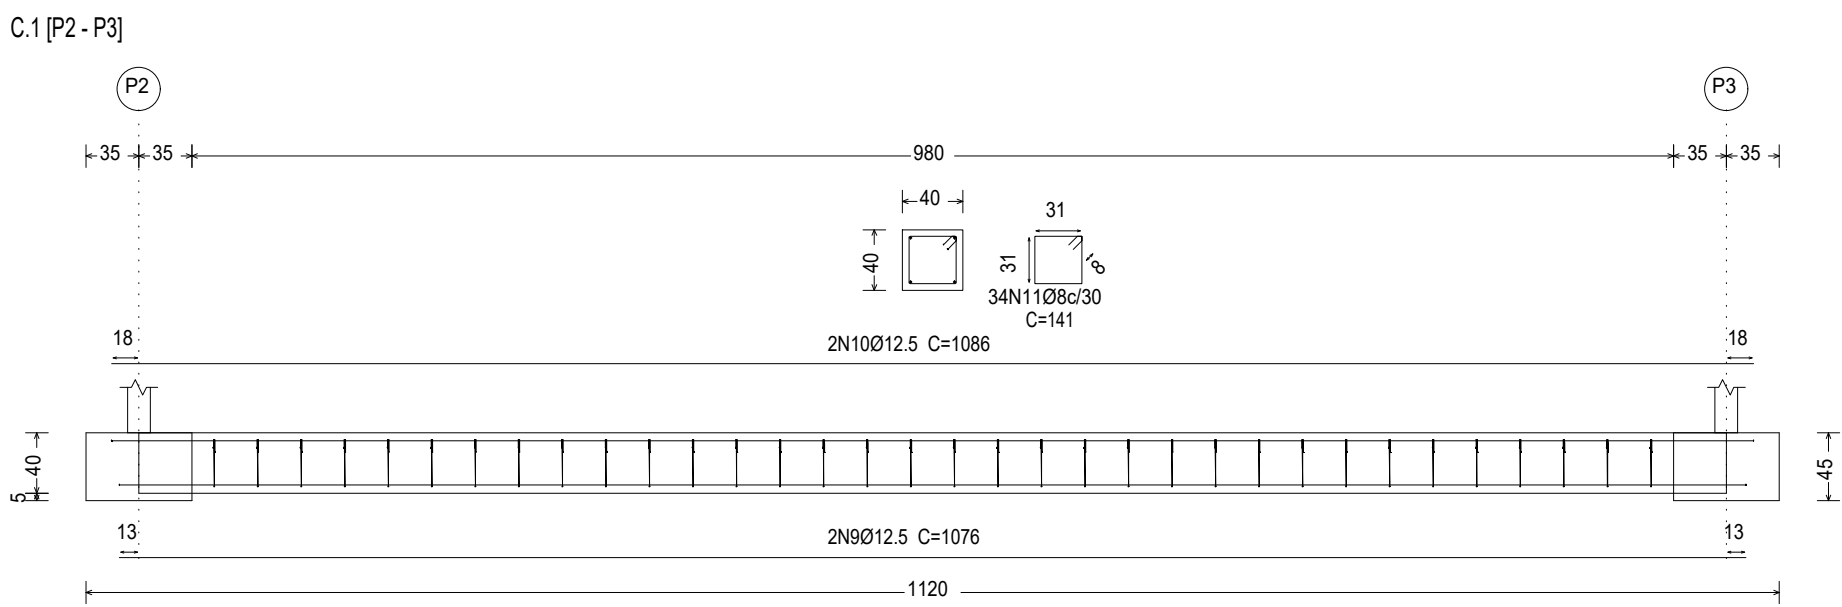 C.1 [P2 - P3]
P2 P3
35 35 980 35 35
40 31
40 31 8
34N11Ø8c/30
C=141
18 2N10Ø12.5 C=1086 18
40 5 45
13 2N9Ø12.5 C=1076 13
1120